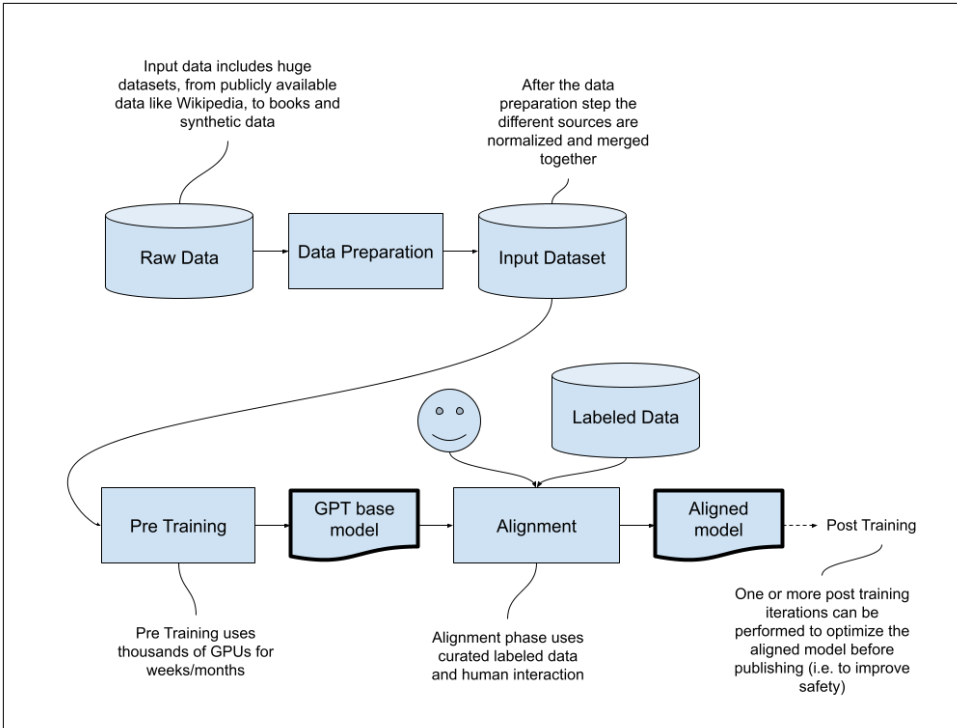 Input data includes huge
datasets, from publicly available
data like Wikipedia, to books and
synthetic data
After the data
preparation step the
different sources are
normalized and merged
together
Raw Data
Data Preparation
Input Dataset
Labeled Data
Pre Training
GPT base
model
Alignment
Aligned
model
Post Training
Pre Training uses
thousands of GPUs for
weeks/months
Alignment phase uses
curated labeled data
and human interaction
One or more post training
iterations can be
performed to optimize the
aligned model before
publishing (i.e. to improve
safety)